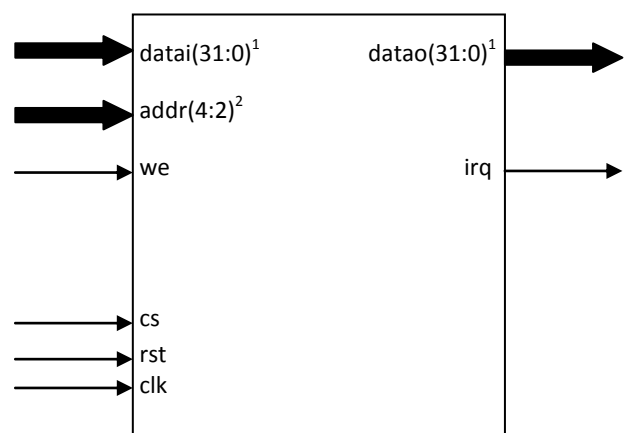 datai(31:0)¹ datao(31:0)¹
addr(4:2)²
we irq
cs
rst
clk